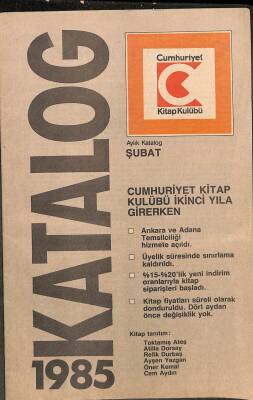 KATALOG
1985
Cumhuriyet
Kitap Kulübü
Aylık Katalog
ŞUBAT
CUMHURİYET KİTAP
KULÜBÜ İKİNCİ YILA
GİRERKEN
Ankara ve Adana
Temsilciliği
hizmete açıldı.
Üyelik süresinde sınırlama
kaldırıldı.
%15-%20'lik yeni indirim
oranlarıyla kitap
siparişleri başladı.
Kitap fiyatları süreli olarak
donduruldu. Dört aydan
önce değişiklik yok.
Kitap tanıtım:
Toktamış Ateş
Atilla Dorsay
Refik Durbaş
Ayşen Yazgan
Öner Kemal
Cem Aydın